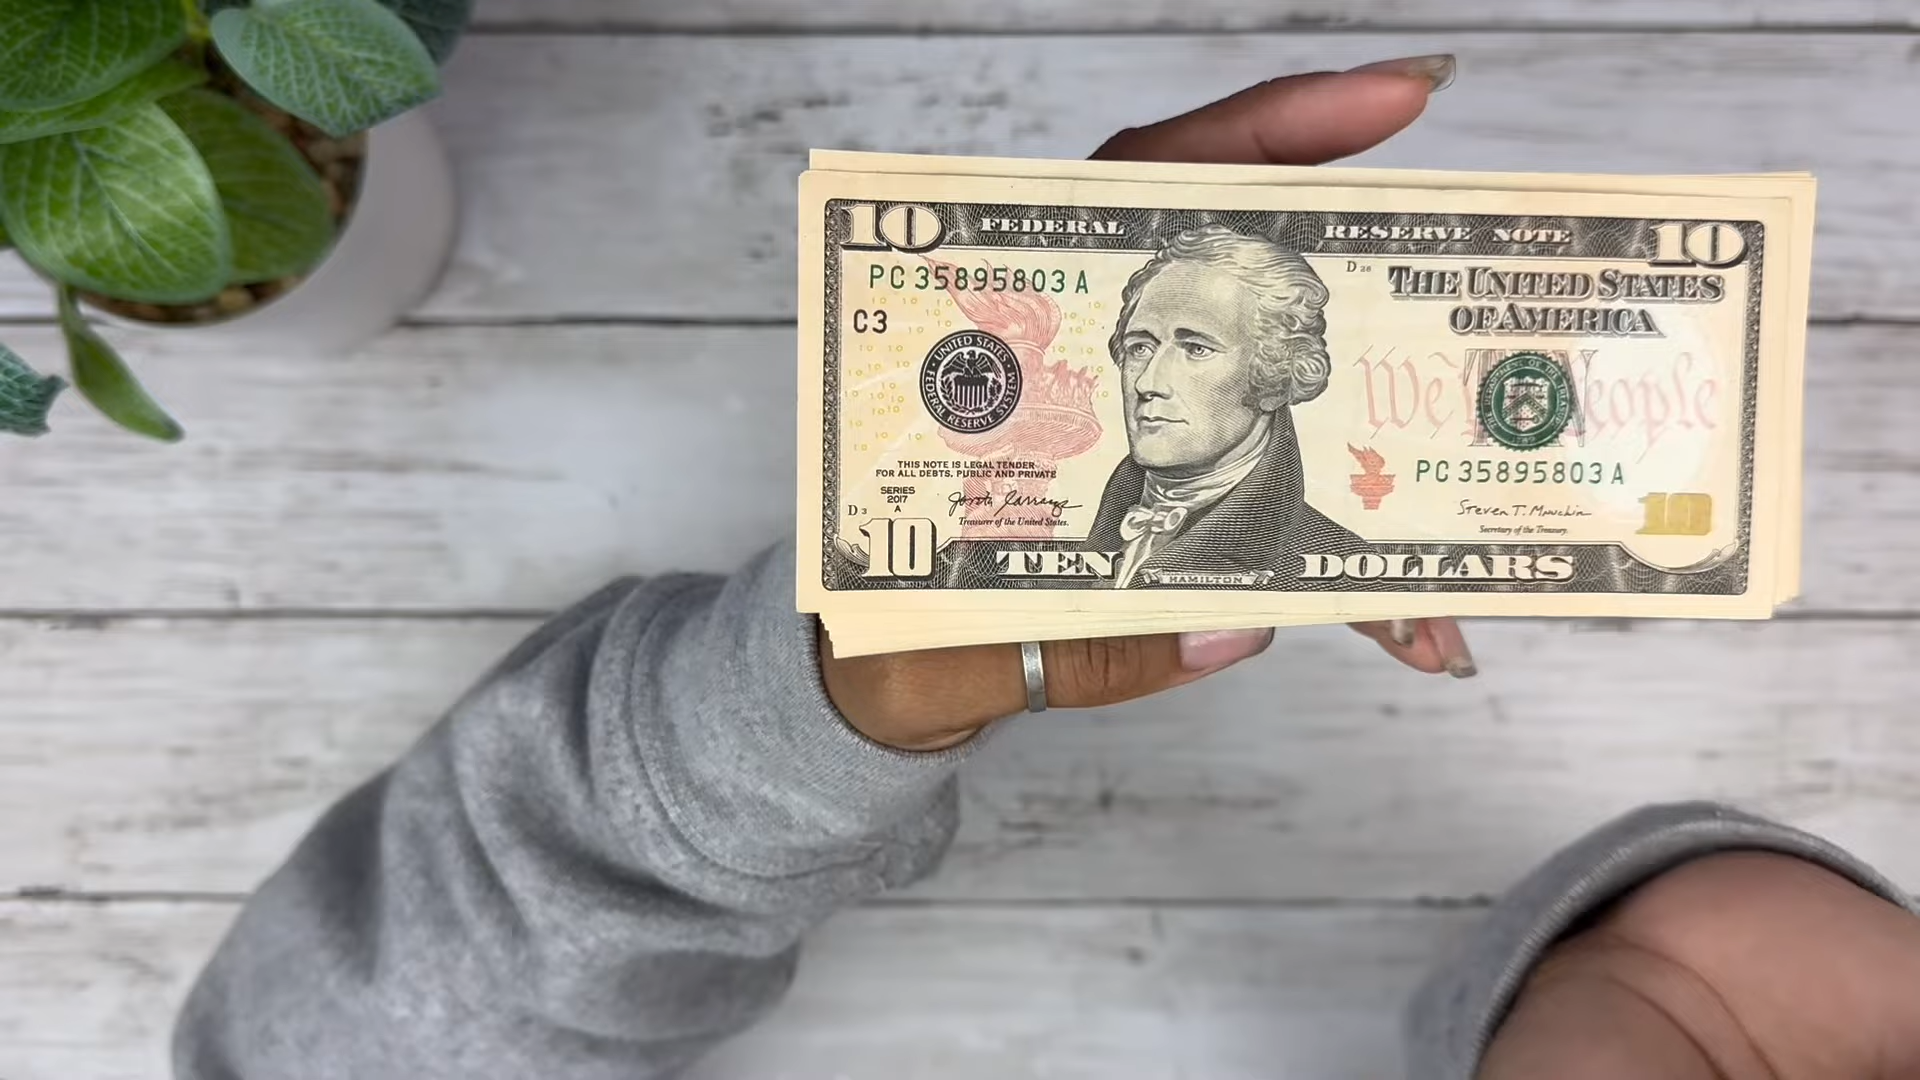 10 FEDERAL RESERVE NOTE 10
PC 35895803 A
D 26
THE UNITED STATES
OF AMERICA
C3
UNITED STATES
FEDERAL RESERVE SYSTEM
We the People
THIS NOTE IS LEGAL TENDER
FOR ALL DEBTS, PUBLIC AND PRIVATE
PC 35895803 A
SERIES
2017
A
D 3
Treasurer of the United States.
Steven T. Mnuchin
Secretary of the Treasury.
10
10 TEN HAMILTON DOLLARS